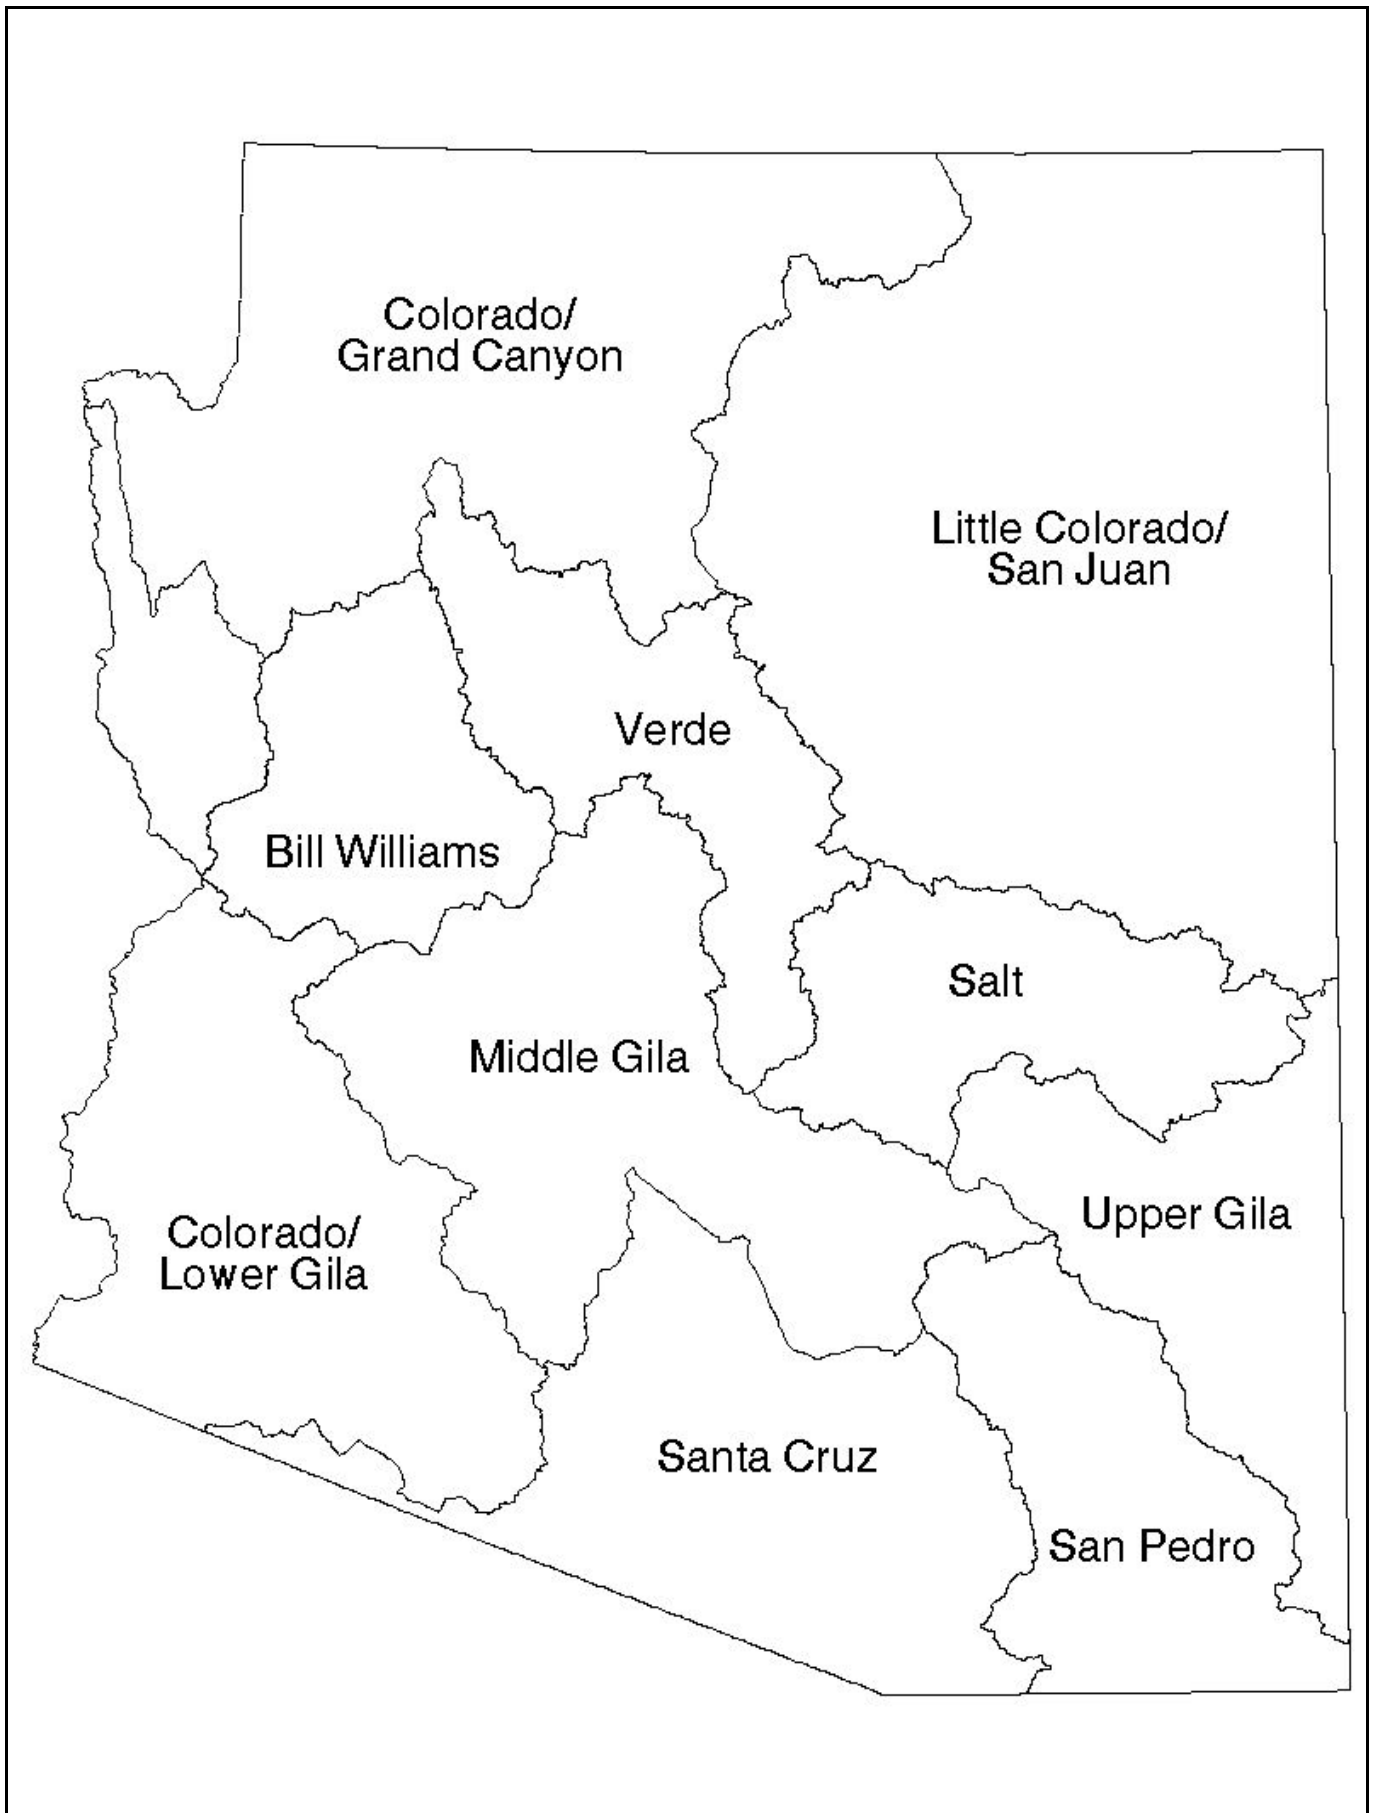 Colorado/
Grand Canyon
Little Colorado/
San Juan
Verde
Bill Williams
Salt
Middle Gila
Upper Gila
Colorado/
Lower Gila
Santa Cruz
San Pedro